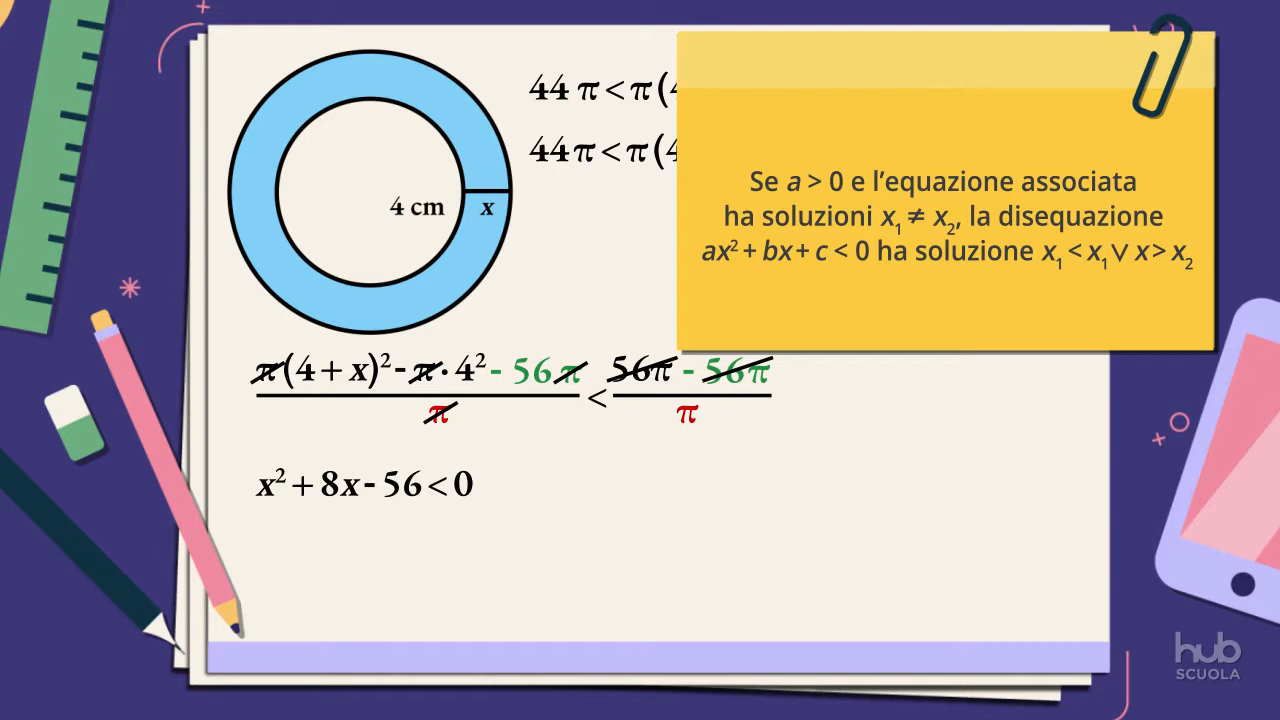 44 π < π (4
44π < π (4
4 cm
x
Se a > 0 e l'equazione associata
ha soluzioni x₁ ≠ x₂, la disequazione
ax² + bx + c < 0 ha soluzione x₁ < x₁ ∨ x > x₂
π(4 + x)² - π · 4² - 56 π < 56π - 56π
π π
x² + 8x - 56 < 0
hub
SCUOLA